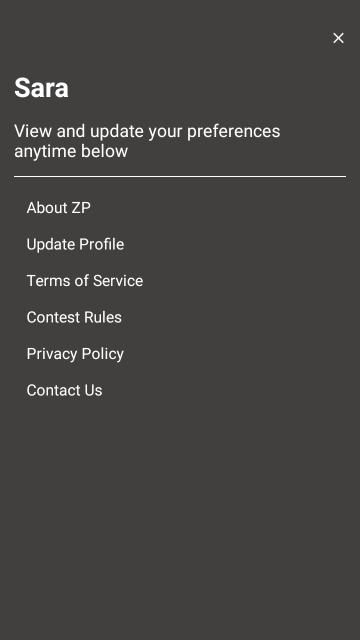 Sara
View and update your preferences
anytime below
About ZP
Update Profile
Terms of Service
Contest Rules
Privacy Policy
Contact Us